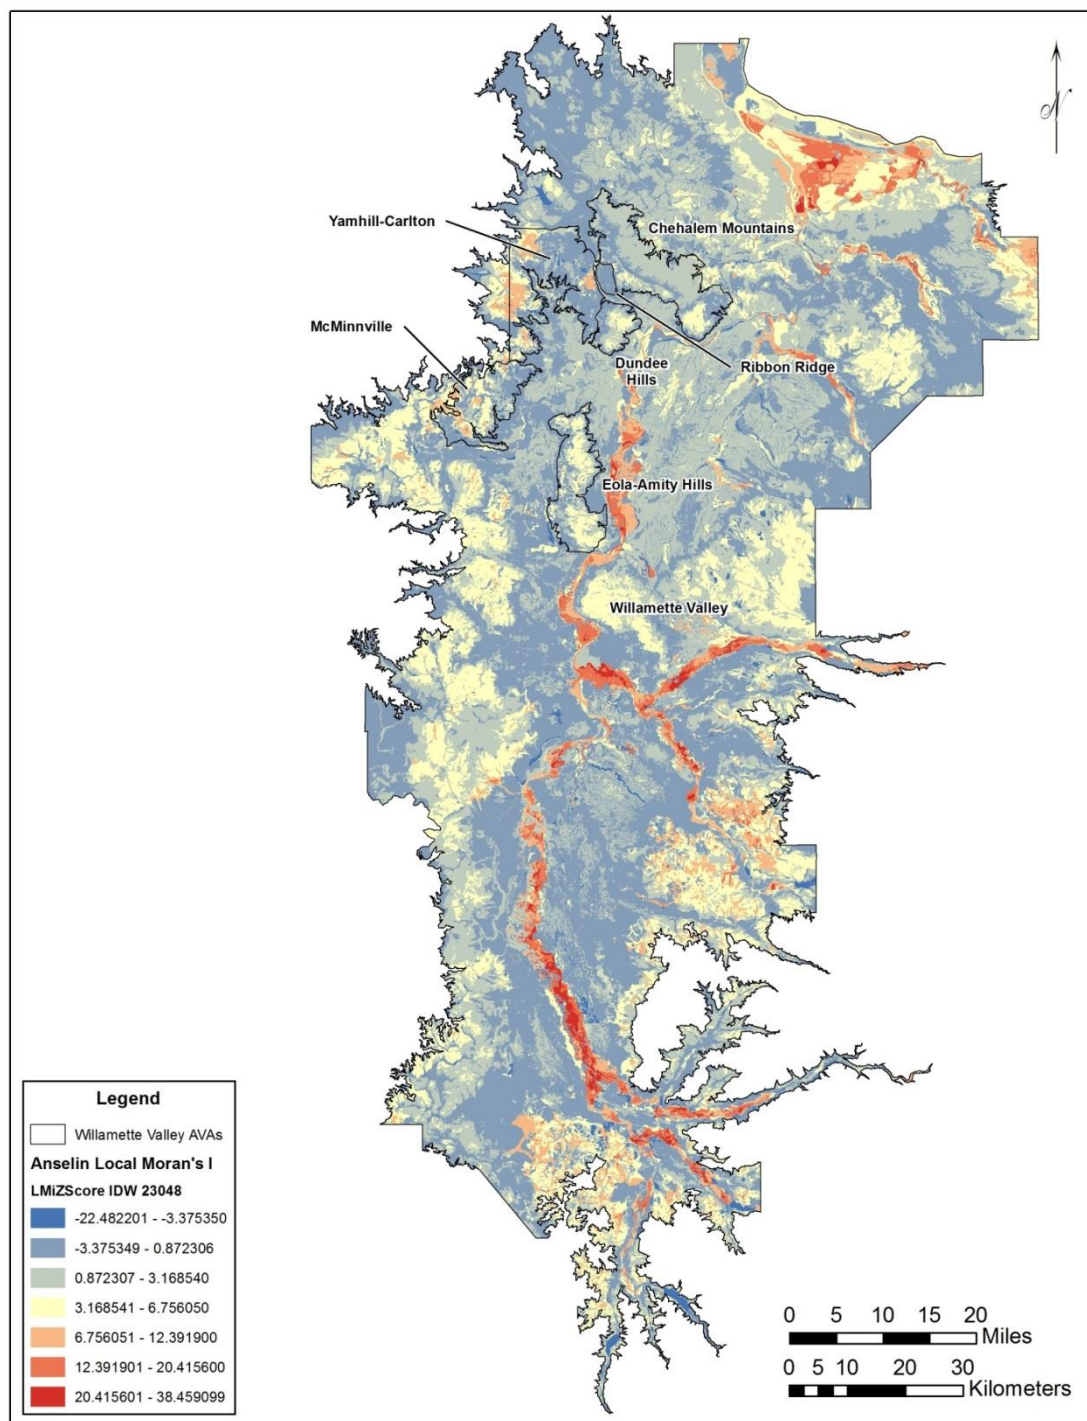 N
Yamhill-Carlton
Chehalem Mountains
McMinnville
Dundee
Hills
Ribbon Ridge
Eola-Amity Hills
Willamette Valley
Legend
Willamette Valley AVAs
Anselin Local Moran's I
LMiZScore IDW 23048
-22.482201 - -3.375350
-3.375349 - 0.872306
0.872307 - 3.168540
3.168541 - 6.756050
6.756051 - 12.391900
12.391901 - 20.415600
20.415601 - 38.459099
0 5 10 15 20
Miles
0 5 10 20 30
Kilometers